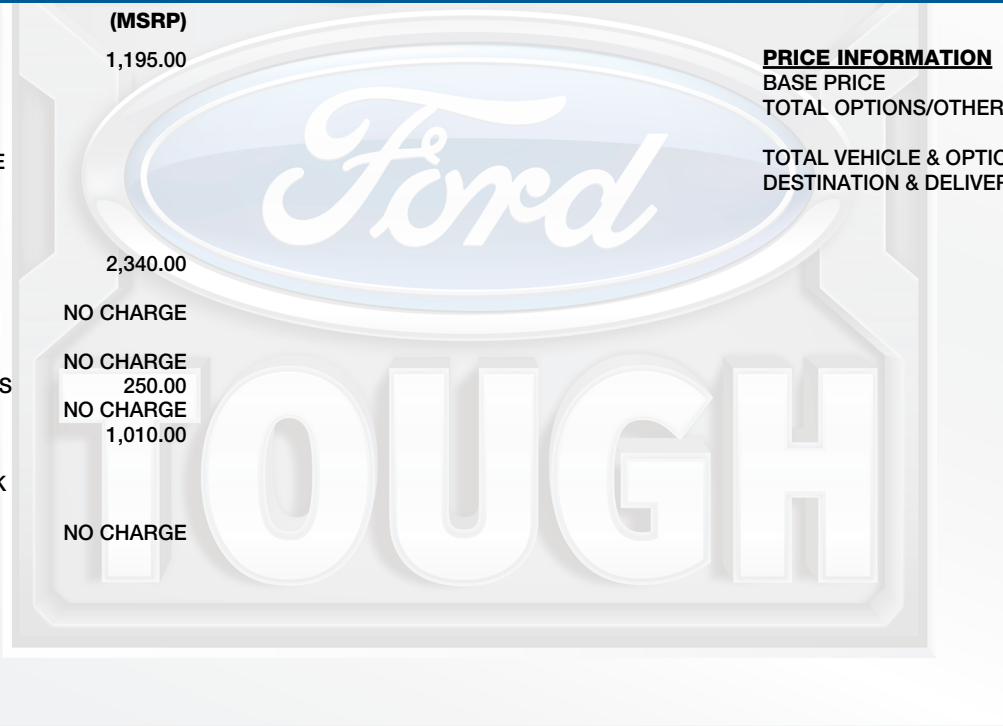 (MSRP)
1,195.00
E
2,340.00
NO CHARGE
NO CHARGE
S 250.00
NO CHARGE
1,010.00
K
NO CHARGE
PRICE INFORMATION
BASE PRICE
TOTAL OPTIONS/OTHER
TOTAL VEHICLE & OPTIO
DESTINATION & DELIVER
Ford
TOUGH